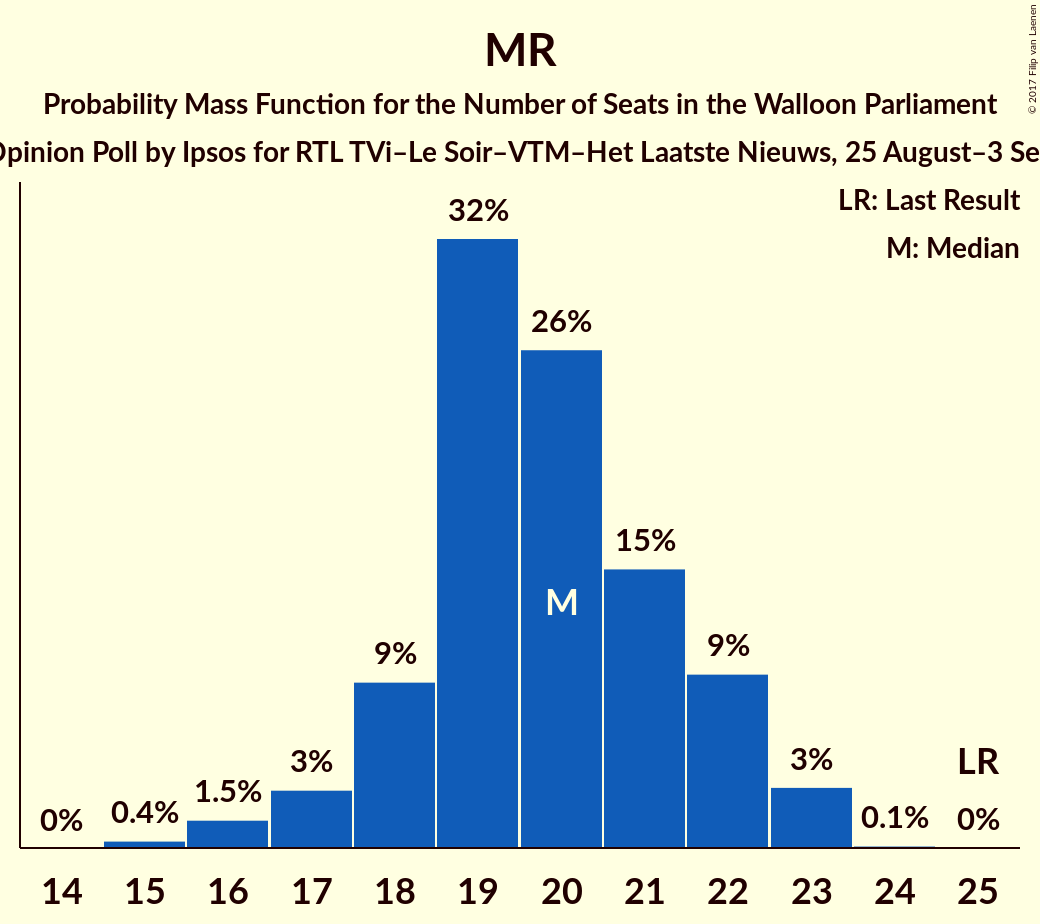 MR
Probability Mass Function for the Number of Seats in the Walloon Parliament
Opinion Poll by Ipsos for RTL TVi–Le Soir–VTM–Het Laatste Nieuws, 25 August–3 Se
© 2017 Filip van Laenen
LR: Last Result
M: Median
32%
26%
15%
M
9%
9%
3%
3%
LR
1.5%
0.4%
0.1%
0%
0%
14 15 16 17 18 19 20 21 22 23 24 25